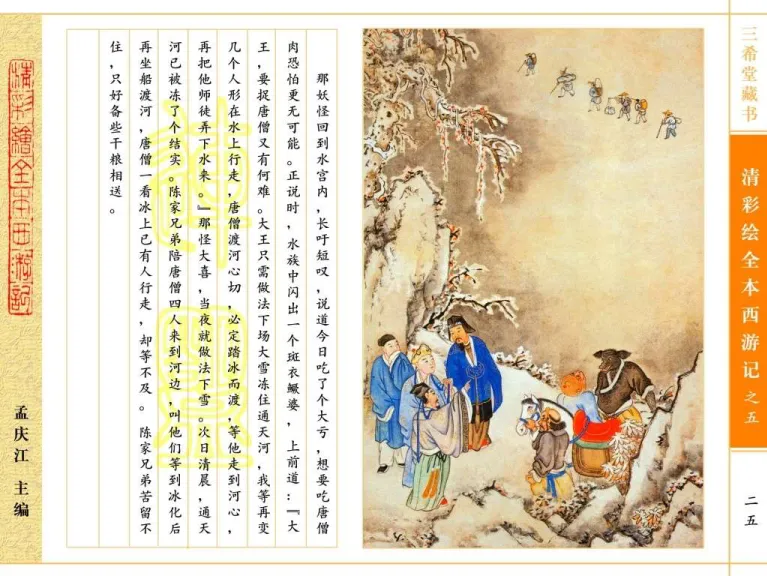 三希堂藏书
清彩绘全本西游记之五
二五
那妖怪回到水宫内,长吁短叹,说道今日吃了个大亏,想要吃唐僧
肉恐怕更无可能。正说时,水族中闪出一个斑衣鳜婆,上前道:『大
王,要捉唐僧又有何难。大王只需做法下场大雪冻住通天河,我等再变
几个人形在水上行走,唐僧渡河心切,必定踏冰而渡,等他走到河心,
再把他师徒弄下水来。』那怪大喜,当夜就做法下雪。次日清晨,通天
河已被冻了个结实。陈家兄弟陪唐僧四人来到河边,叫他们等到冰化后
再坐船渡河,唐僧一看冰上已有人行走,却等不及。陈家兄弟苦留不
住,只好备些干粮相送。
清彩繪全本西游記
孟庆江 主编